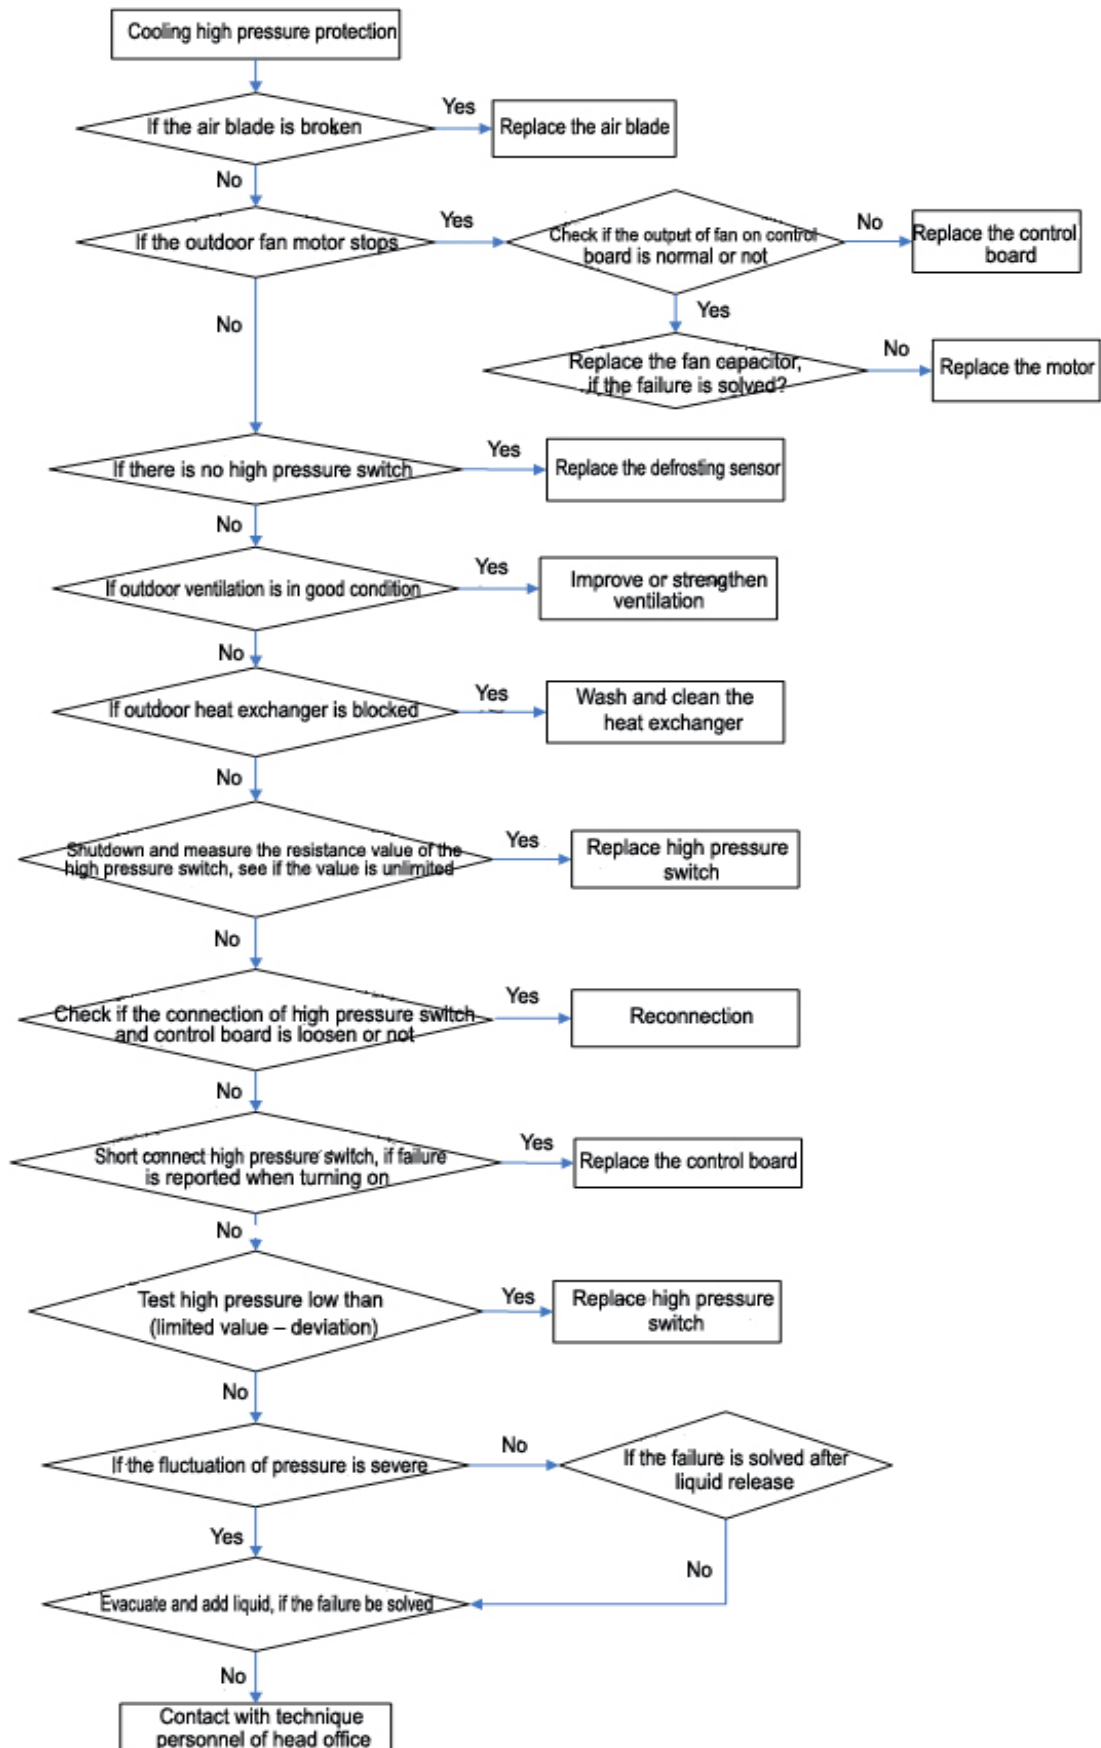 Cooling high pressure protection
If the air blade is broken
Yes
Replace the air blade
No
If the outdoor fan motor stops
Yes
Check if the output of fan on control
board is normal or not
No
Replace the control
board
Yes
No
Replace the fan capacitor,
if the failure is solved?
No
Replace the motor
If there is no high pressure switch
Yes
Replace the defrosting sensor
No
If outdoor ventilation is in good condition
Yes
Improve or strengthen
ventilation
No
If outdoor heat exchanger is blocked
Yes
Wash and clean the
heat exchanger
No
Shutdown and measure the resistance value of the
high pressure switch, see if the value is unlimited
Yes
Replace high pressure
switch
No
Check if the connection of high pressure switch
and control board is loosen or not
Yes
Reconnection
No
Short connect high pressure switch, if failure
is reported when turning on
Yes
Replace the control board
No
Test high pressure low than
(limited value – deviation)
Yes
Replace high pressure
switch
No
If the fluctuation of pressure is severe
No
If the failure is solved after
liquid release
Yes
No
Evacuate and add liquid, if the failure be solved
No
Contact with technique
personnel of head office